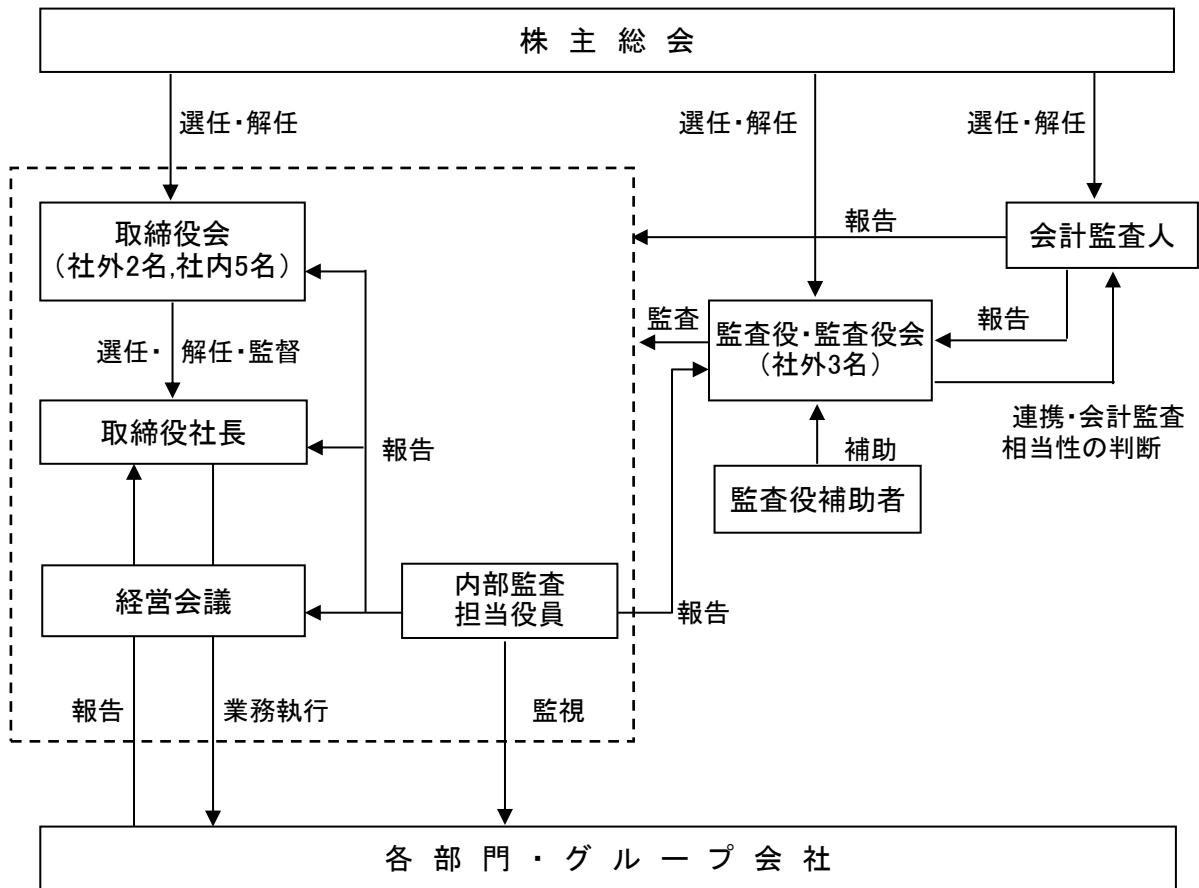 株主総会
選任・解任
選任・解任
選任・解任
取締役会
（社外2名,社内5名）
報告
会計監査人
監査
監査役・監査役会
（社外3名）
報告
選任・ 解任・監督
取締役社長
報告
連携・会計監査
相当性の判断
補助
監査役補助者
経営会議
内部監査
担当役員
報告
報告
業務執行
監視
各部門・グループ会社